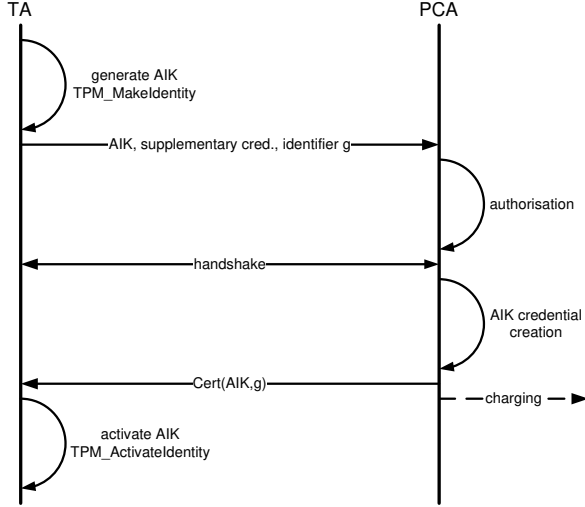 TA
PCA
generate AIK
TPM_MakeIdentity
AIK, supplementary cred., identifier g
authorisation
handshake
AIK credential
creation
Cert(AIK,g)
charging
activate AIK
TPM_ActivateIdentity